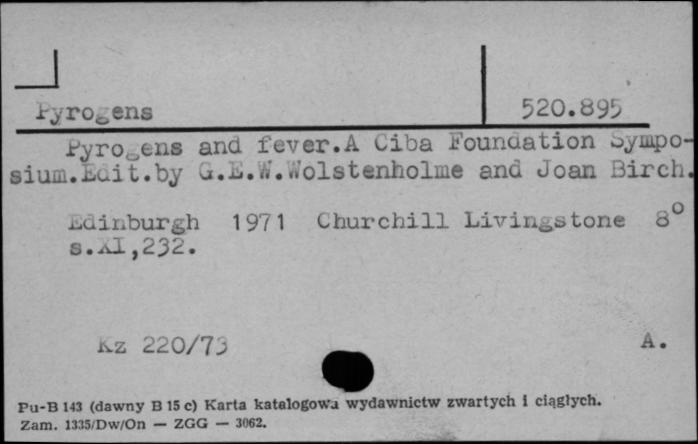 Pyrogens 520.895
Pyrogens and fever.A Ciba Foundation Sympo-
sium.Edit.by G.E.W.Wolstenholme and Joan Birch.
Edinburgh 1971 Churchill Livingstone 8°
s.XI,232.
Kz 220/73 A.
Pu-B 143 (dawny B 15 c) Karta katalogowa wydawnictw zwartych i ciągłych.
Zam. 1335/Dw/On — ZGG — 3062.